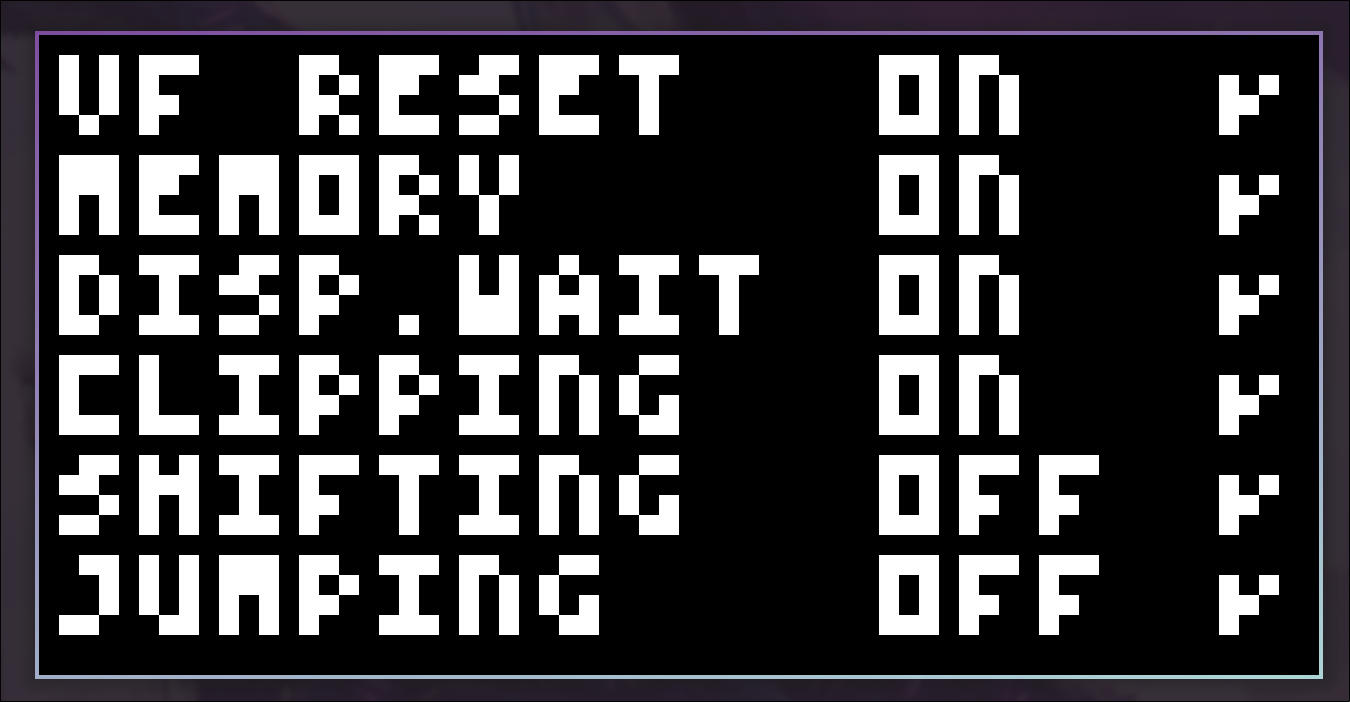 VF RESET ON ✓
MEMORY ON ✓
DISP.WAIT ON ✓
CLIPPING ON ✓
SHIFTING OFF ✓
JUMPING OFF ✓